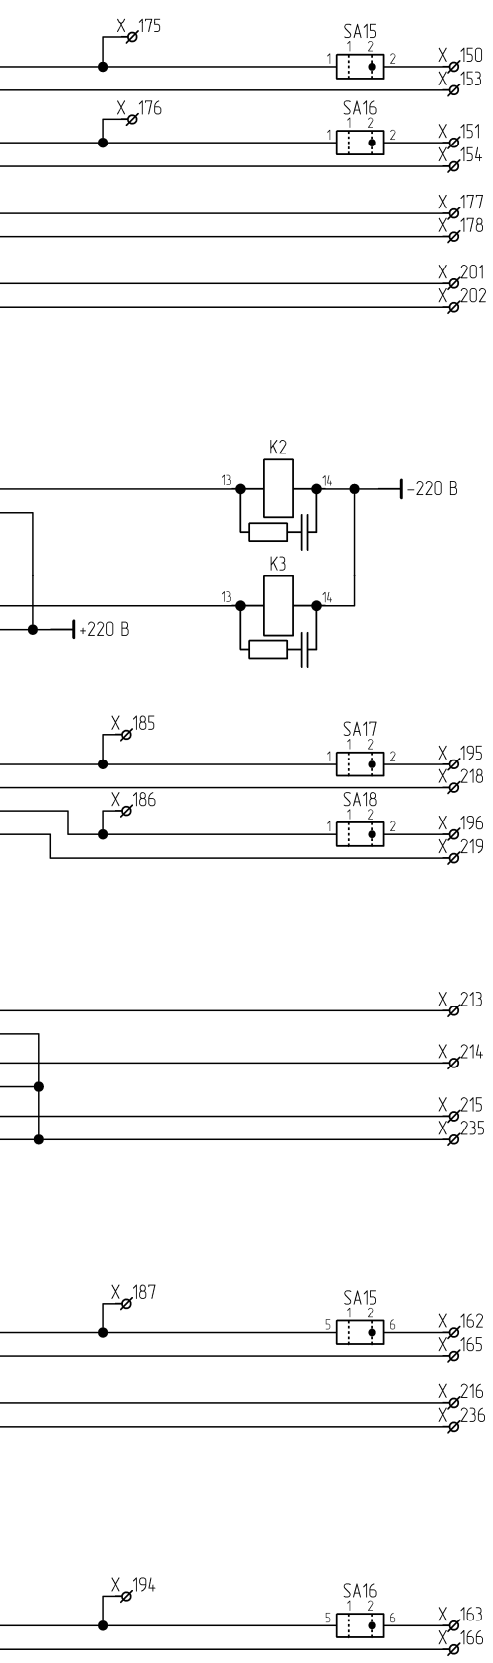 X 175
SA15
1 2
1 2
X 150
X 153
X 176
SA16
1 2
1 2
X 151
X 154
X 177
X 178
X 201
X 202
K2
13 14
-220 В
K3
13 14
+220 В
X 185
SA17
1 2
1 2
X 195
X 218
X 186
SA18
1 2
1 2
X 196
X 219
X 213
X 214
X 215
X 235
X 187
SA15
1 2
5 6
X 162
X 165
X 216
X 236
X 194
SA16
1 2
5 6
X 163
X 166